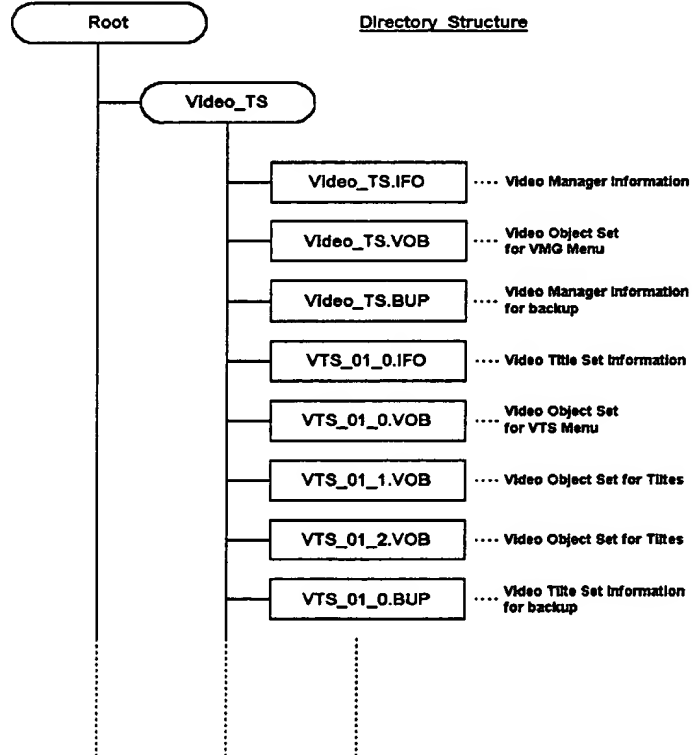 Root
Directory Structure
Video_TS
Video_TS.IFO
Video Manager Information
Video_TS.VOB
Video Object Set
for VMG Menu
Video_TS.BUP
Video Manager Information
for backup
VTS_01_0.IFO
Video Title Set Information
VTS_01_0.VOB
Video Object Set
for VTS Menu
VTS_01_1.VOB
Video Object Set for Tiltes
VTS_01_2.VOB
Video Object Set for Tiltes
VTS_01_0.BUP
Video Tilte Set Information
for backup